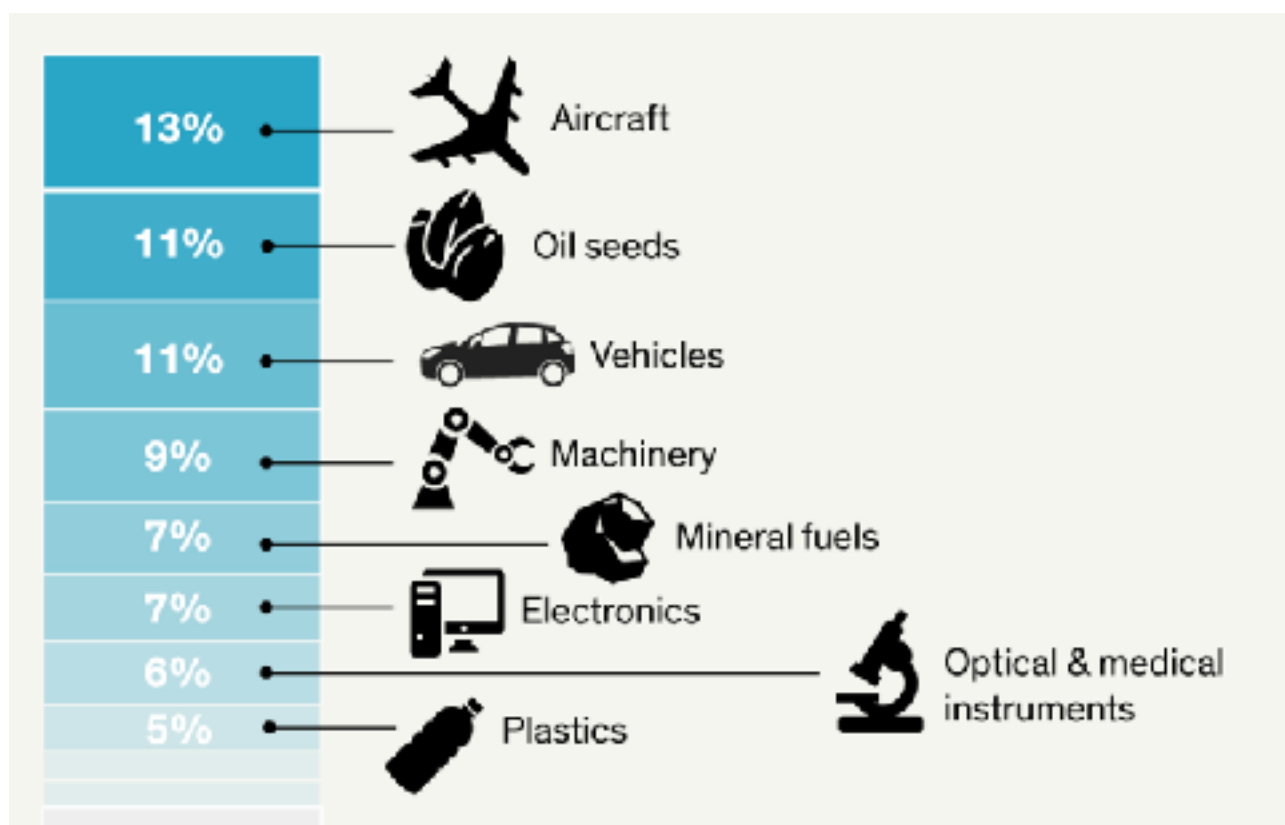 13%
Aircraft
11%
Oil seeds
11%
Vehicles
9%
Machinery
7%
Mineral fuels
7%
Electronics
6%
Optical & medical
instruments
5%
Plastics